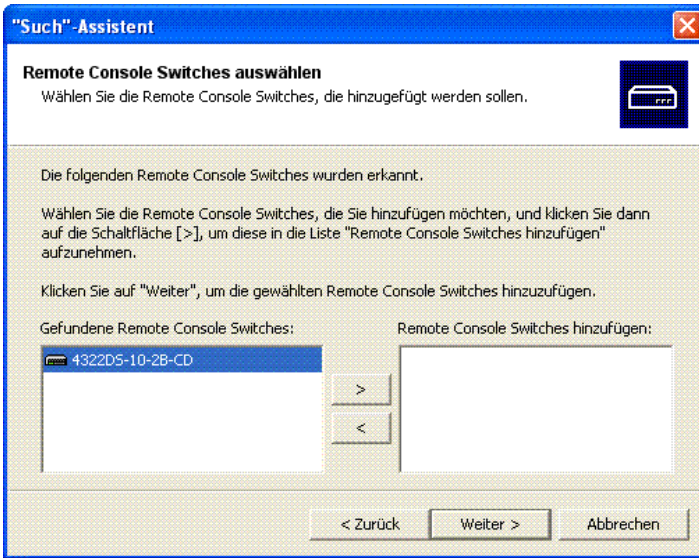 "Such"-Assistent
Remote Console Switches auswählen
Wählen Sie die Remote Console Switches, die hinzugefügt werden sollen.
Die folgenden Remote Console Switches wurden erkannt.
Wählen Sie die Remote Console Switches, die Sie hinzufügen möchten, und klicken Sie dann
auf die Schaltfläche [>], um diese in die Liste "Remote Console Switches hinzufügen"
aufzunehmen.
Klicken Sie auf "Weiter", um die gewählten Remote Console Switches hinzuzufügen.
Gefundene Remote Console Switches:
4322DS-10-2B-CD
>
<
Remote Console Switches hinzufügen:
< Zurück
Weiter >
Abbrechen